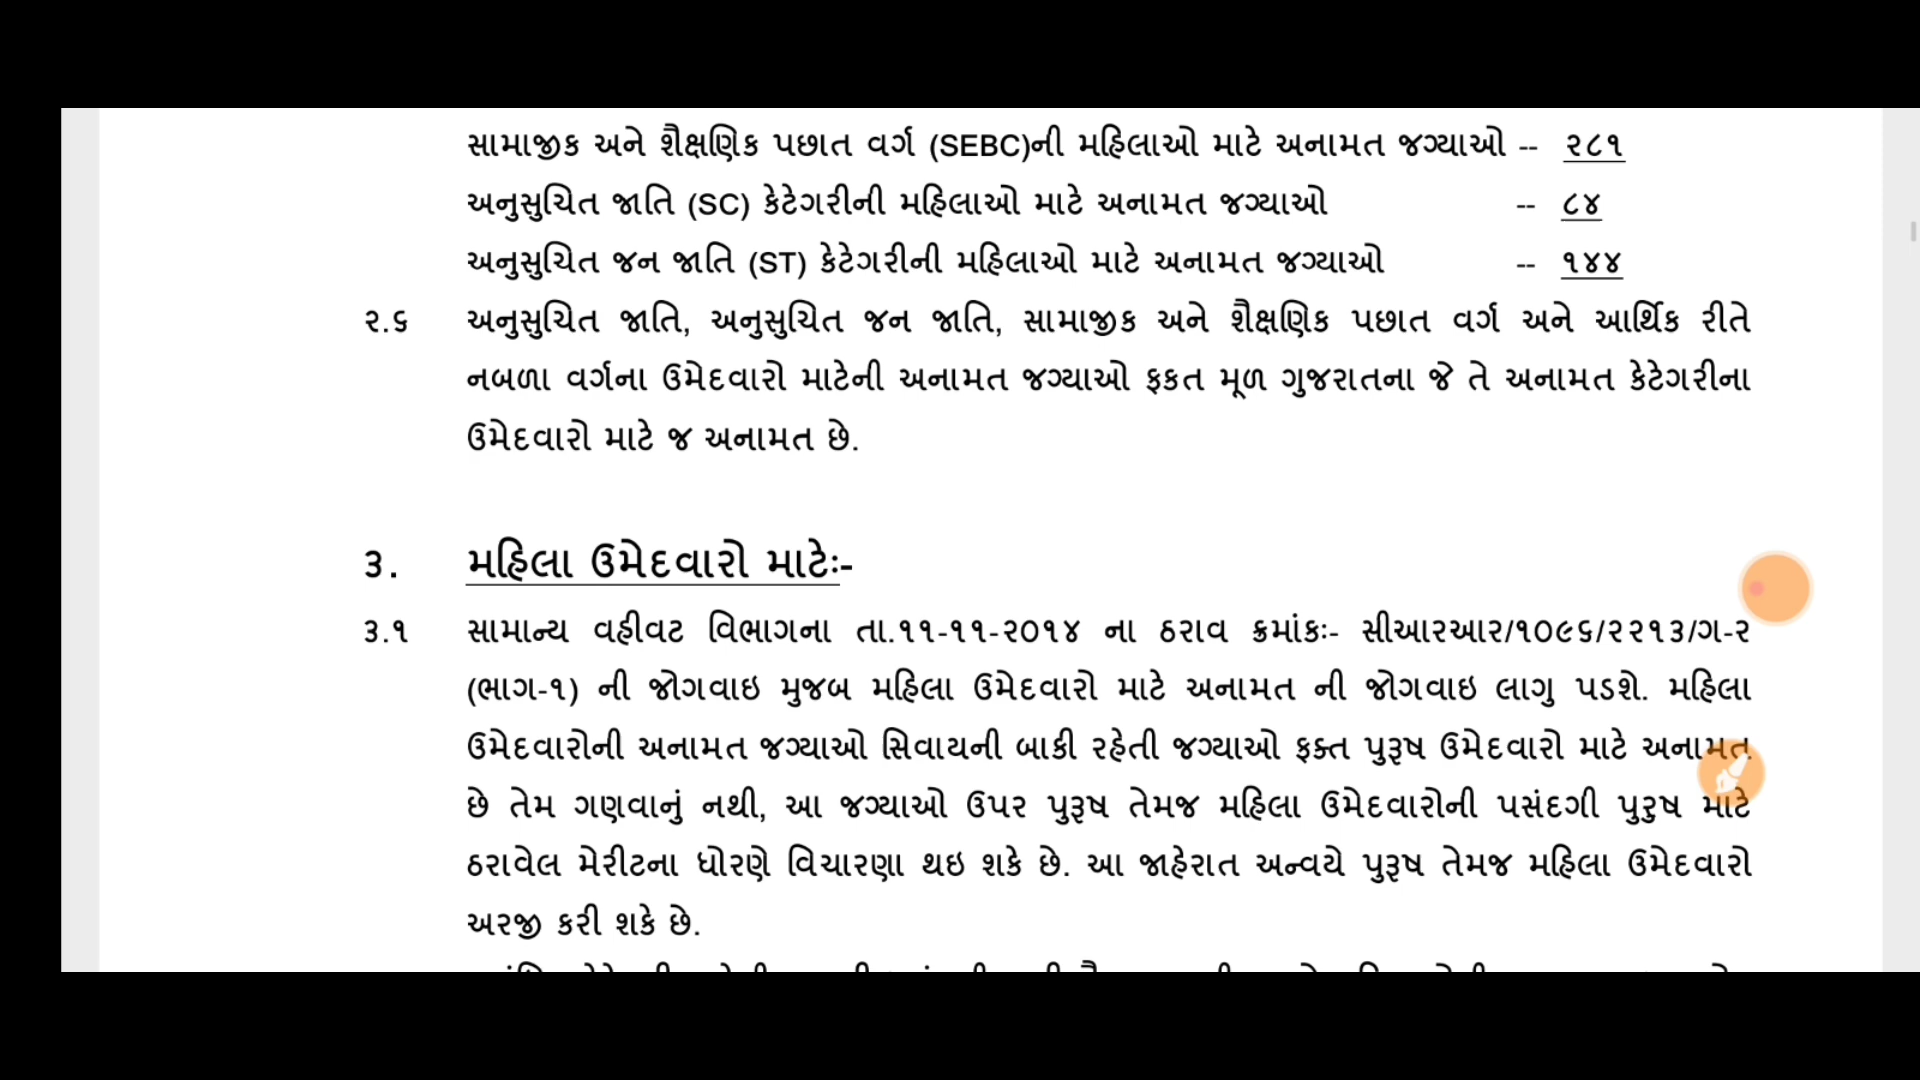 સામાજીક અને શૈક્ષણિક પછાત વર્ગ (SEBC)ની મહિલાઓ માટે અનામત જગ્યાઓ -- ૨૮૧
અનુસુચિત જાતિ (SC) કેટેગરીની મહિલાઓ માટે અનામત જગ્યાઓ -- ૮૪
અનુસુચિત જન જાતિ (ST) કેટેગરીની મહિલાઓ માટે અનામત જગ્યાઓ -- ૧૪૪
૨.૬ અનુસુચિત જાતિ, અનુસુચિત જન જાતિ, સામાજીક અને શૈક્ષણિક પછાત વર્ગ અને આર્થિક રીતે
નબળા વર્ગના ઉમેદવારો માટેની અનામત જગ્યાઓ ફકત મૂળ ગુજરાતના જે તે અનામત કેટેગરીના
ઉમેદવારો માટે જ અનામત છે.
૩. મહિલા ઉમેદવારો માટેઃ-
૩.૧ સામાન્ય વહીવટ વિભાગના તા.૧૧-૧૧-૨૦૧૪ ના ઠરાવ ક્રમાંકઃ- સીઆરઆર/૧૦૯૬/૨૨૧૩/ગ-૨
(ભાગ-૧) ની જોગવાઇ મુજબ મહિલા ઉમેદવારો માટે અનામત ની જોગવાઇ લાગુ પડશે. મહિલા
ઉમેદવારોની અનામત જગ્યાઓ સિવાયની બાકી રહેતી જગ્યાઓ ફક્ત પુરૂષ ઉમેદવારો માટે અનામત
છે તેમ ગણવાનું નથી, આ જગ્યાઓ ઉપર પુરૂષ તેમજ મહિલા ઉમેદવારોની પસંદગી પુરુષ માટે
ઠરાવેલ મેરીટના ધોરણે વિચારણા થઇ શકે છે. આ જાહેરાત અન્વયે પુરૂષ તેમજ મહિલા ઉમેદવારો
અરજી કરી શકે છે.